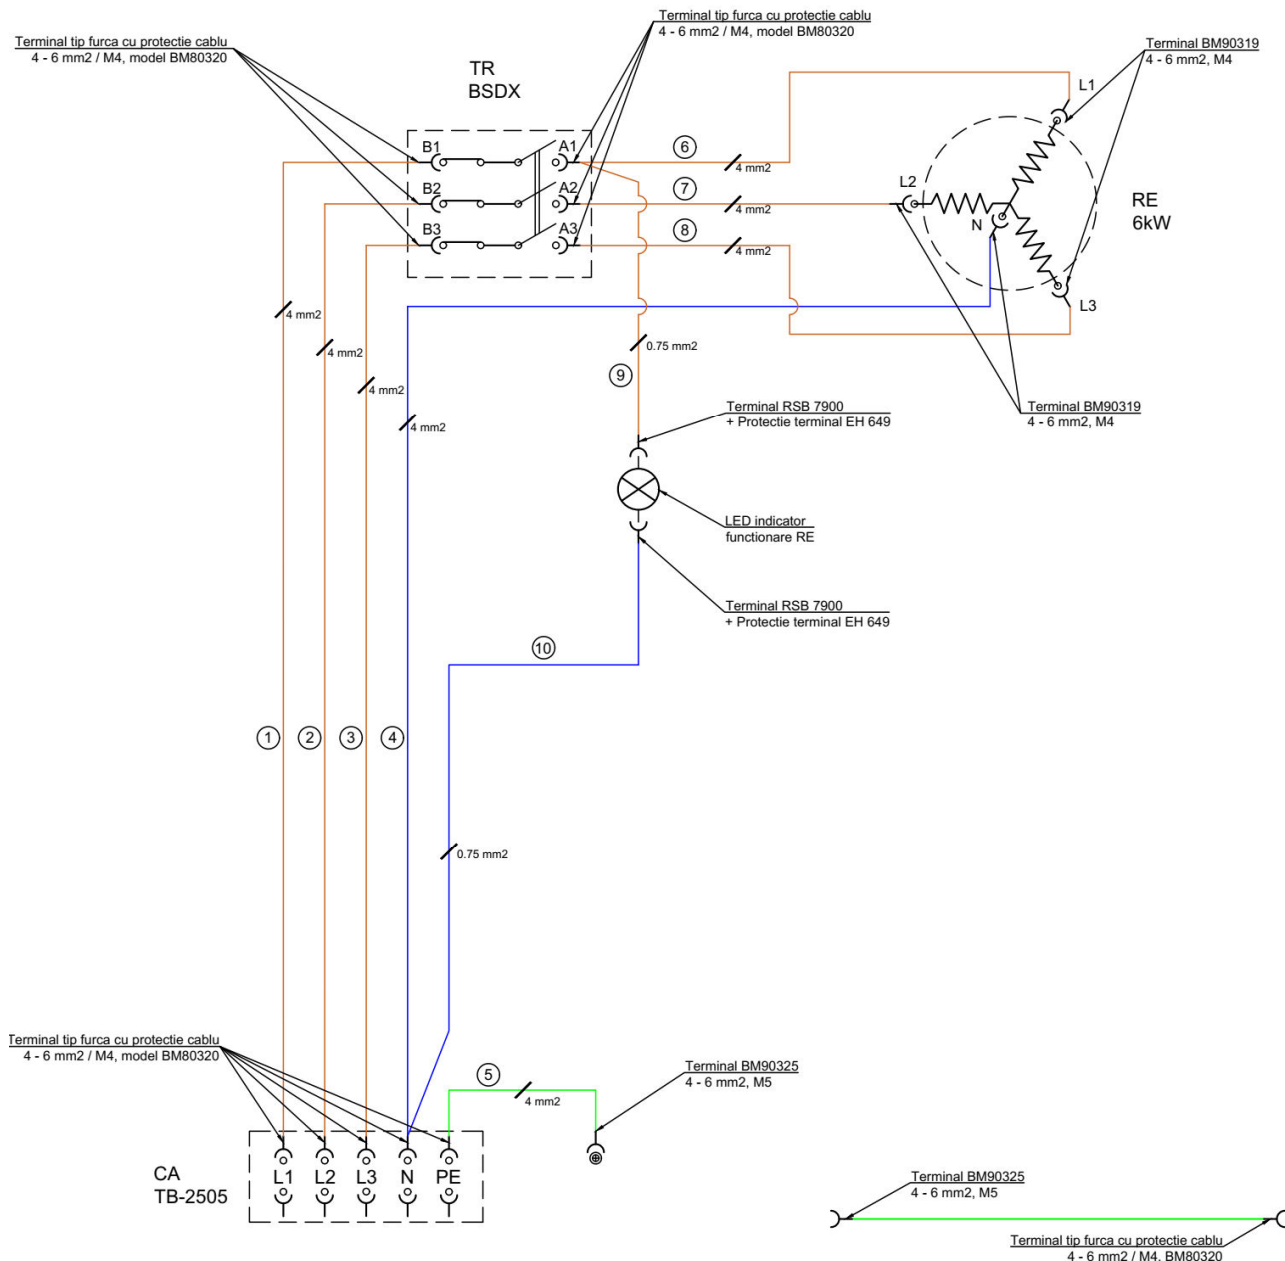 Terminal tip furca cu protectie cablu
4 - 6 mm2 / M4, model BM80320
Terminal tip furca cu protectie cablu
4 - 6 mm2 / M4, model BM80320
Terminal BM90319
4 - 6 mm2, M4
TR
BSDX
L1
B1
A1
6
4 mm2
B2
A2
7
4 mm2
L2
N
RE
6kW
B3
A3
8
4 mm2
L3
4 mm2
4 mm2
4 mm2
4 mm2
0.75 mm2
9
Terminal RSB 7900
+ Protectie terminal EH 649
Terminal BM90319
4 - 6 mm2, M4
LED indicator
functionare RE
Terminal RSB 7900
+ Protectie terminal EH 649
10
1
2
3
4
0.75 mm2
Terminal tip furca cu protectie cablu
4 - 6 mm2 / M4, model BM80320
5
4 mm2
Terminal BM90325
4 - 6 mm2, M5
CA
TB-2505
L1
L2
L3
N
PE
Terminal BM90325
4 - 6 mm2, M5
Terminal tip furca cu protectie cablu
4 - 6 mm2 / M4, BM80320